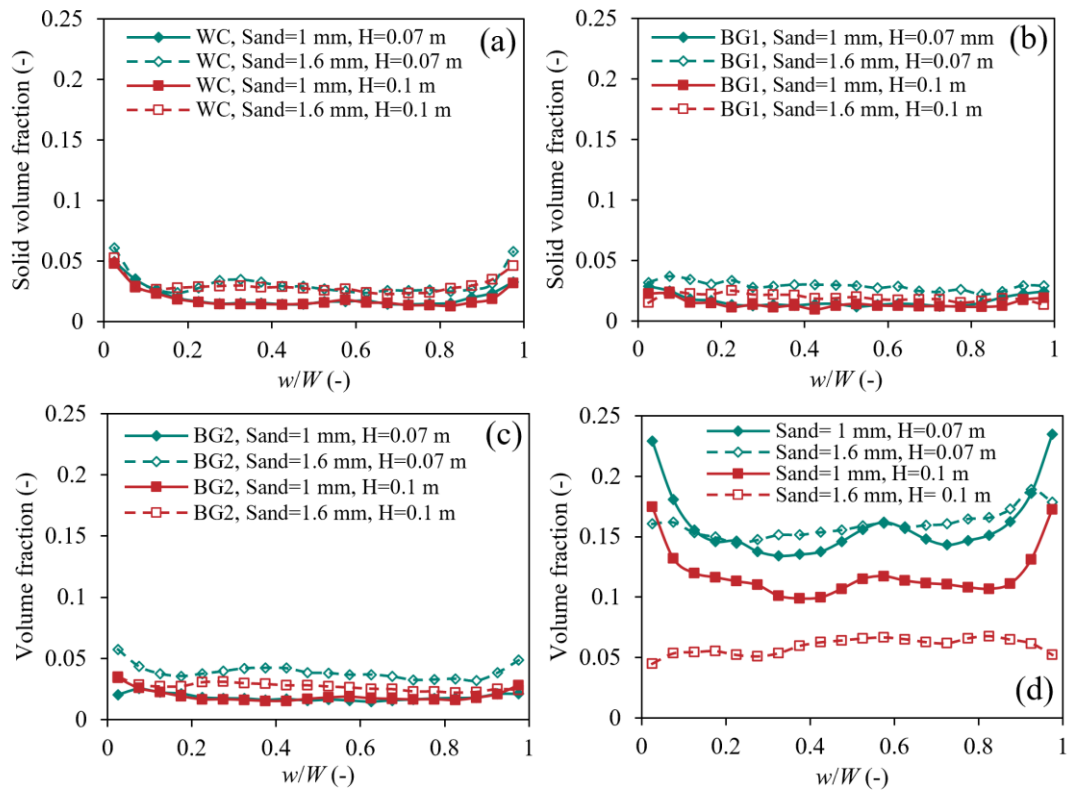 0.25
0.2
0.15
0.1
0.05
0
Solid volume fraction (-)
WC, Sand=1 mm, H=0.07 m
WC, Sand=1.6 mm, H=0.07 m
WC, Sand=1 mm, H=0.1 m
WC, Sand=1.6 mm, H=0.1 m
(a)
0 0.2 0.4 0.6 0.8 1
w/W (-)
0.25
0.2
0.15
0.1
0.05
0
Solid volume fraction (-)
BG1, Sand=1 mm, H=0.07 mm
BG1, Sand=1.6 mm, H=0.07 m
BG1, Sand=1 mm, H=0.1 m
BG1, Sand=1.6 mm, H=0.1 m
(b)
0 0.2 0.4 0.6 0.8 1
w/W (-)
0.25
0.2
0.15
0.1
0.05
0
Volume fraction (-)
BG2, Sand=1 mm, H=0.07 m
BG2, Sand=1.6 mm, H=0.07 m
BG2, Sand=1 mm, H=0.1 m
BG2, Sand=1.6 mm, H=0.1 m
(c)
0 0.2 0.4 0.6 0.8 1
w/W (-)
0.25
0.2
0.15
0.1
0.05
0
Volume fraction (-)
Sand= 1 mm, H=0.07 m
Sand=1.6 mm, H=0.07 m
Sand=1 mm, H=0.1 m
Sand=1.6 mm, H= 0.1 m
(d)
0 0.2 0.4 0.6 0.8 1
w/W (-)